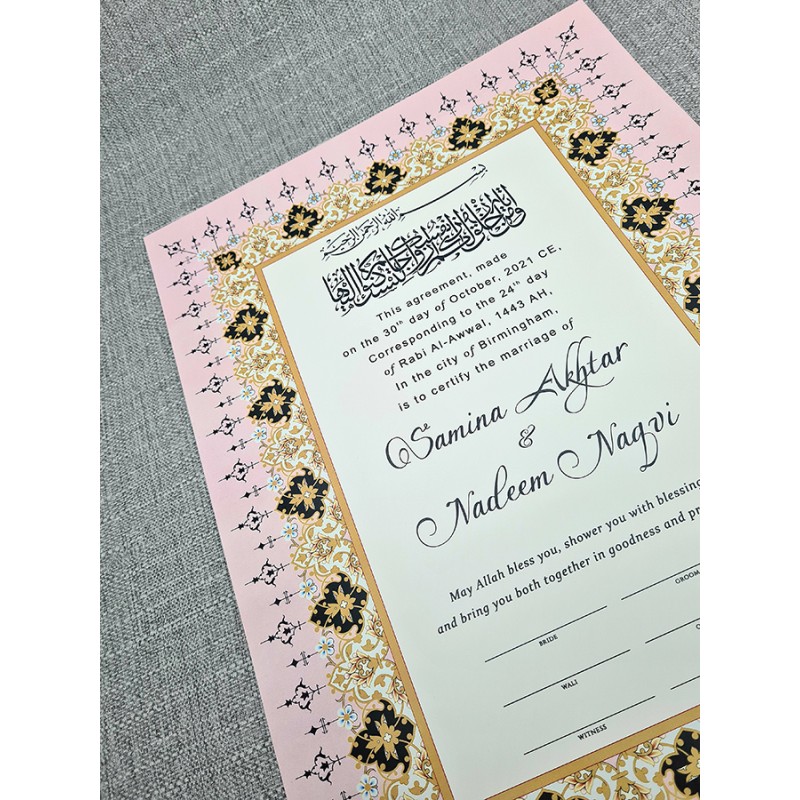 بسم الله الرحمن الرحيم
This agreement, made
on the 30th day of October, 2021 CE,
Corresponding to the 24th day
of Rabi Al-Awwal, 1443 AH,
In the city of Birmingham,
is to certify the marriage of
Samina Akhtar
&
Nadeem Naqvi
May Allah bless you, shower you with blessing
and bring you both together in goodness and
GROOM
BRIDE
WALI
WITNESS